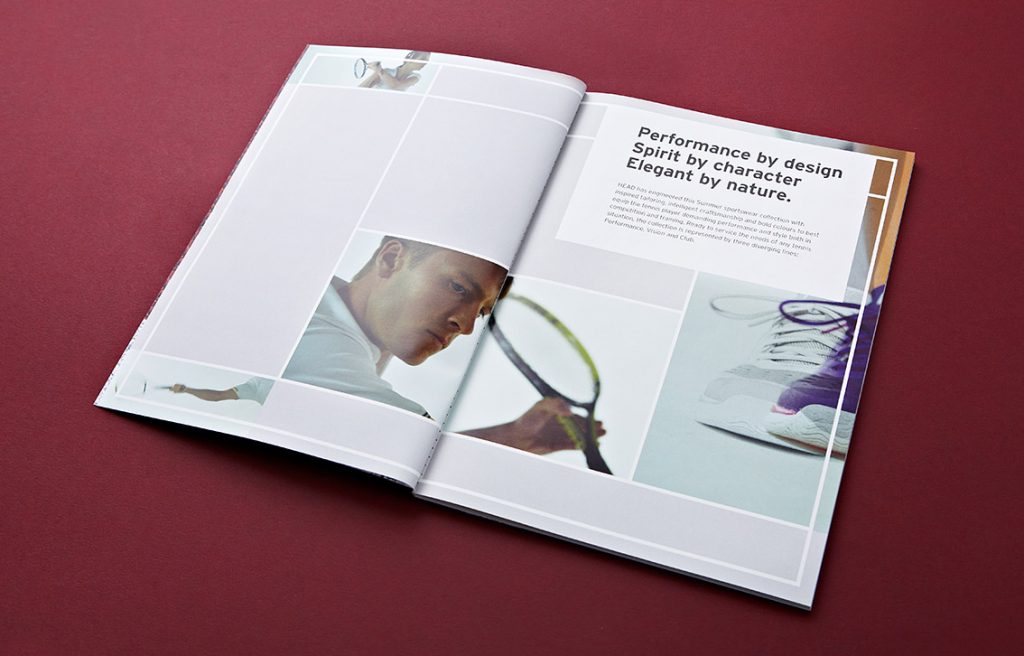 Performance by design
Spirit by character
Elegant by nature.
HEAD has engineered this Summer sportswear collection with
inspired tailoring, intelligent craftsmanship and bold colours to best
equip the tennis player demanding performance and style both in
competition and training. Ready to service the needs of any tennis
situation, the collection is represented by three diverging lines;
Performance, Vision and Club.